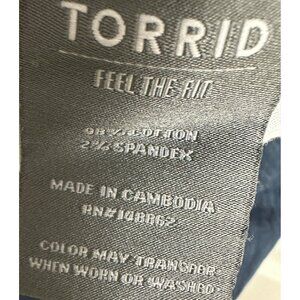 TORRID
FEEL THE FIT
98% COTTON
2% SPANDEX
MADE IN CAMBODIA
RN#148862
COLOR MAY TRANSFER
WHEN WORN OR WASHED